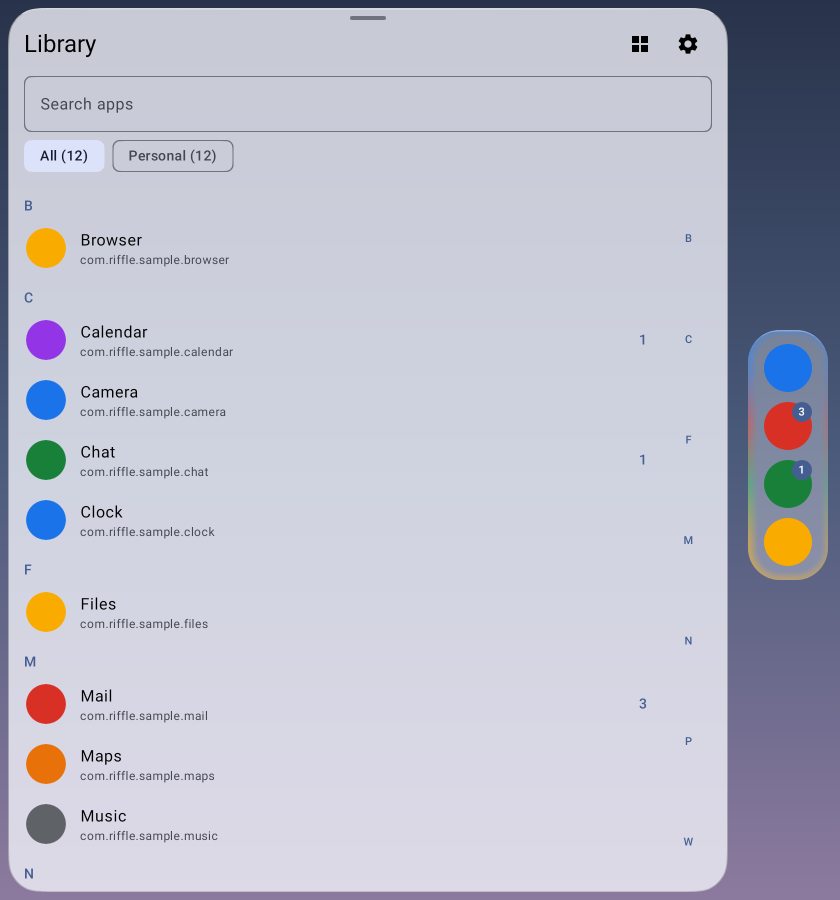 Library
Search apps
All (12)
Personal (12)
B
Browser
com.riffle.sample.browser
B
C
Calendar
com.riffle.sample.calendar
1
C
Camera
com.riffle.sample.camera
3
F
Chat
com.riffle.sample.chat
1
1
Clock
com.riffle.sample.clock
M
F
Files
com.riffle.sample.files
N
M
Mail
com.riffle.sample.mail
3
P
Maps
com.riffle.sample.maps
Music
com.riffle.sample.music
W
N